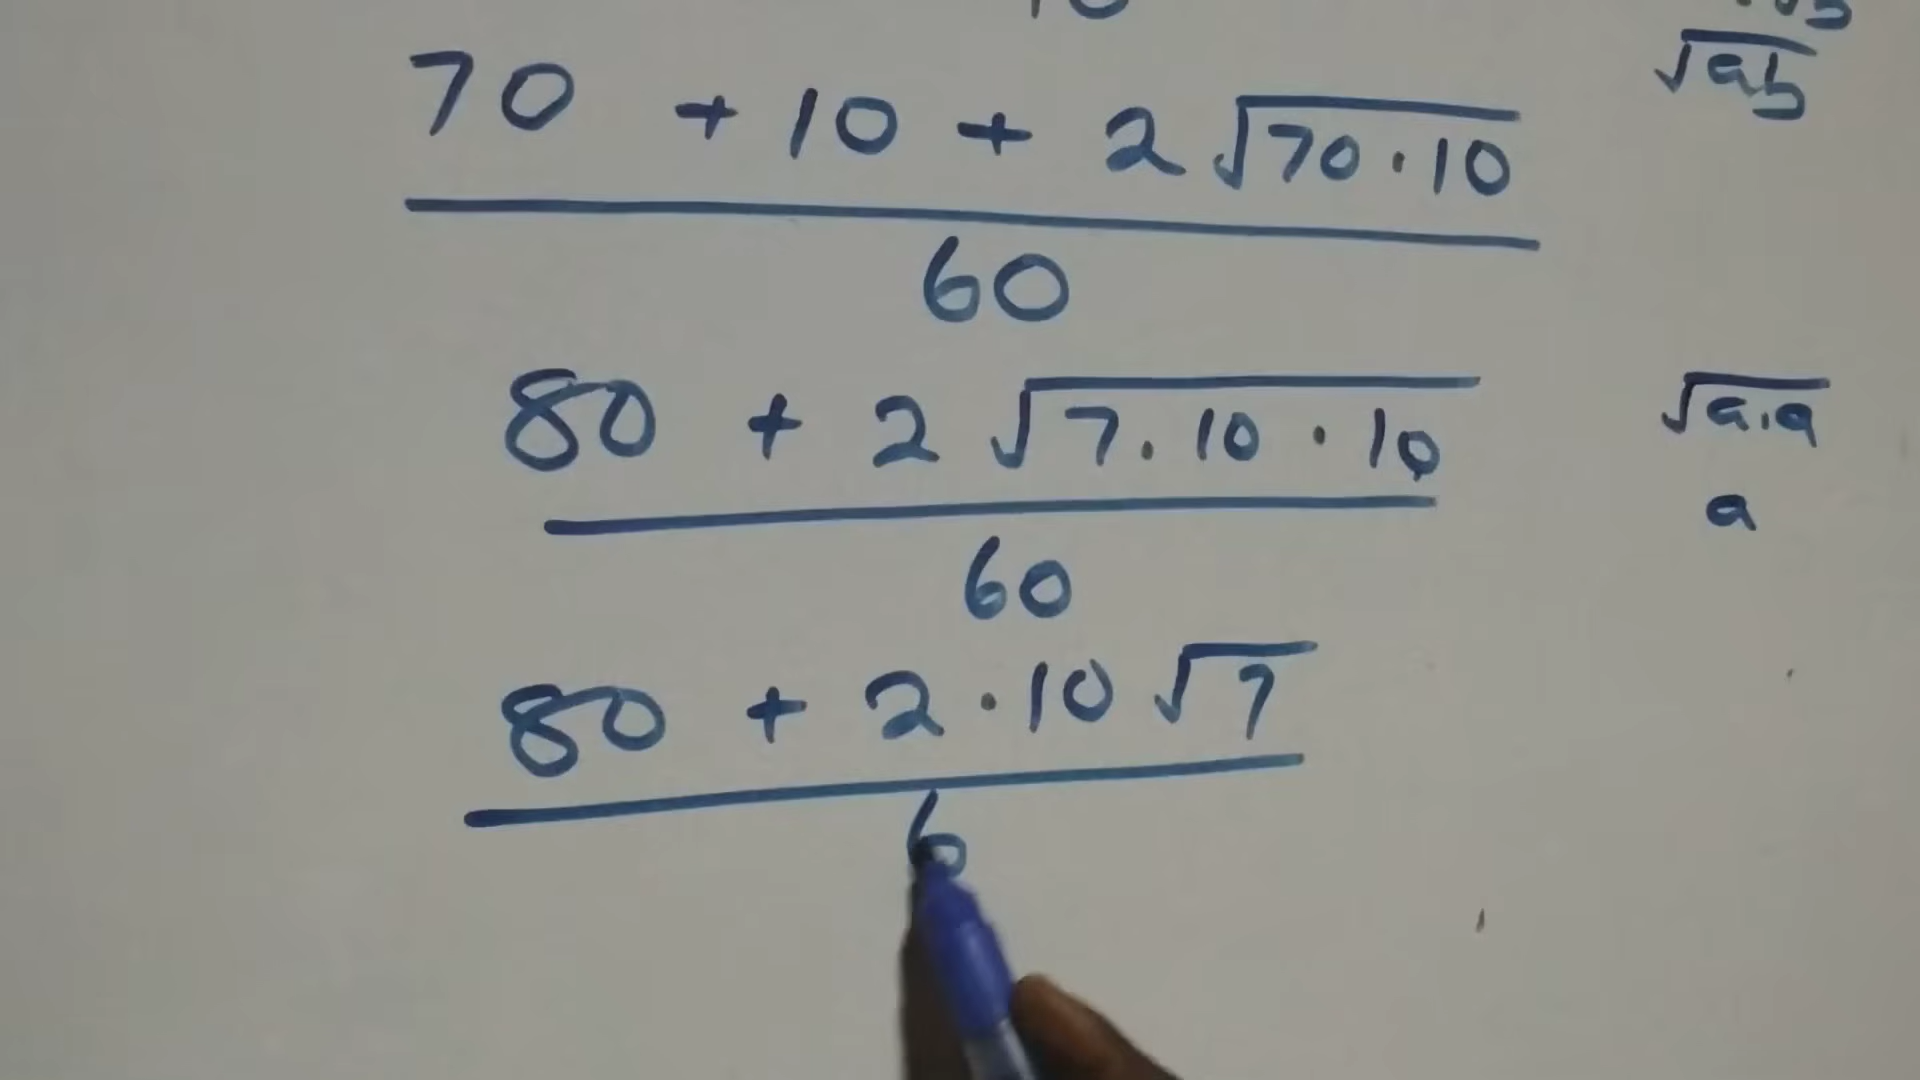 70 + 10 + 2 √70·10
60
80 + 2 √7·10·10
60
80 + 2·10 √7
6
√ab
√a.a
a